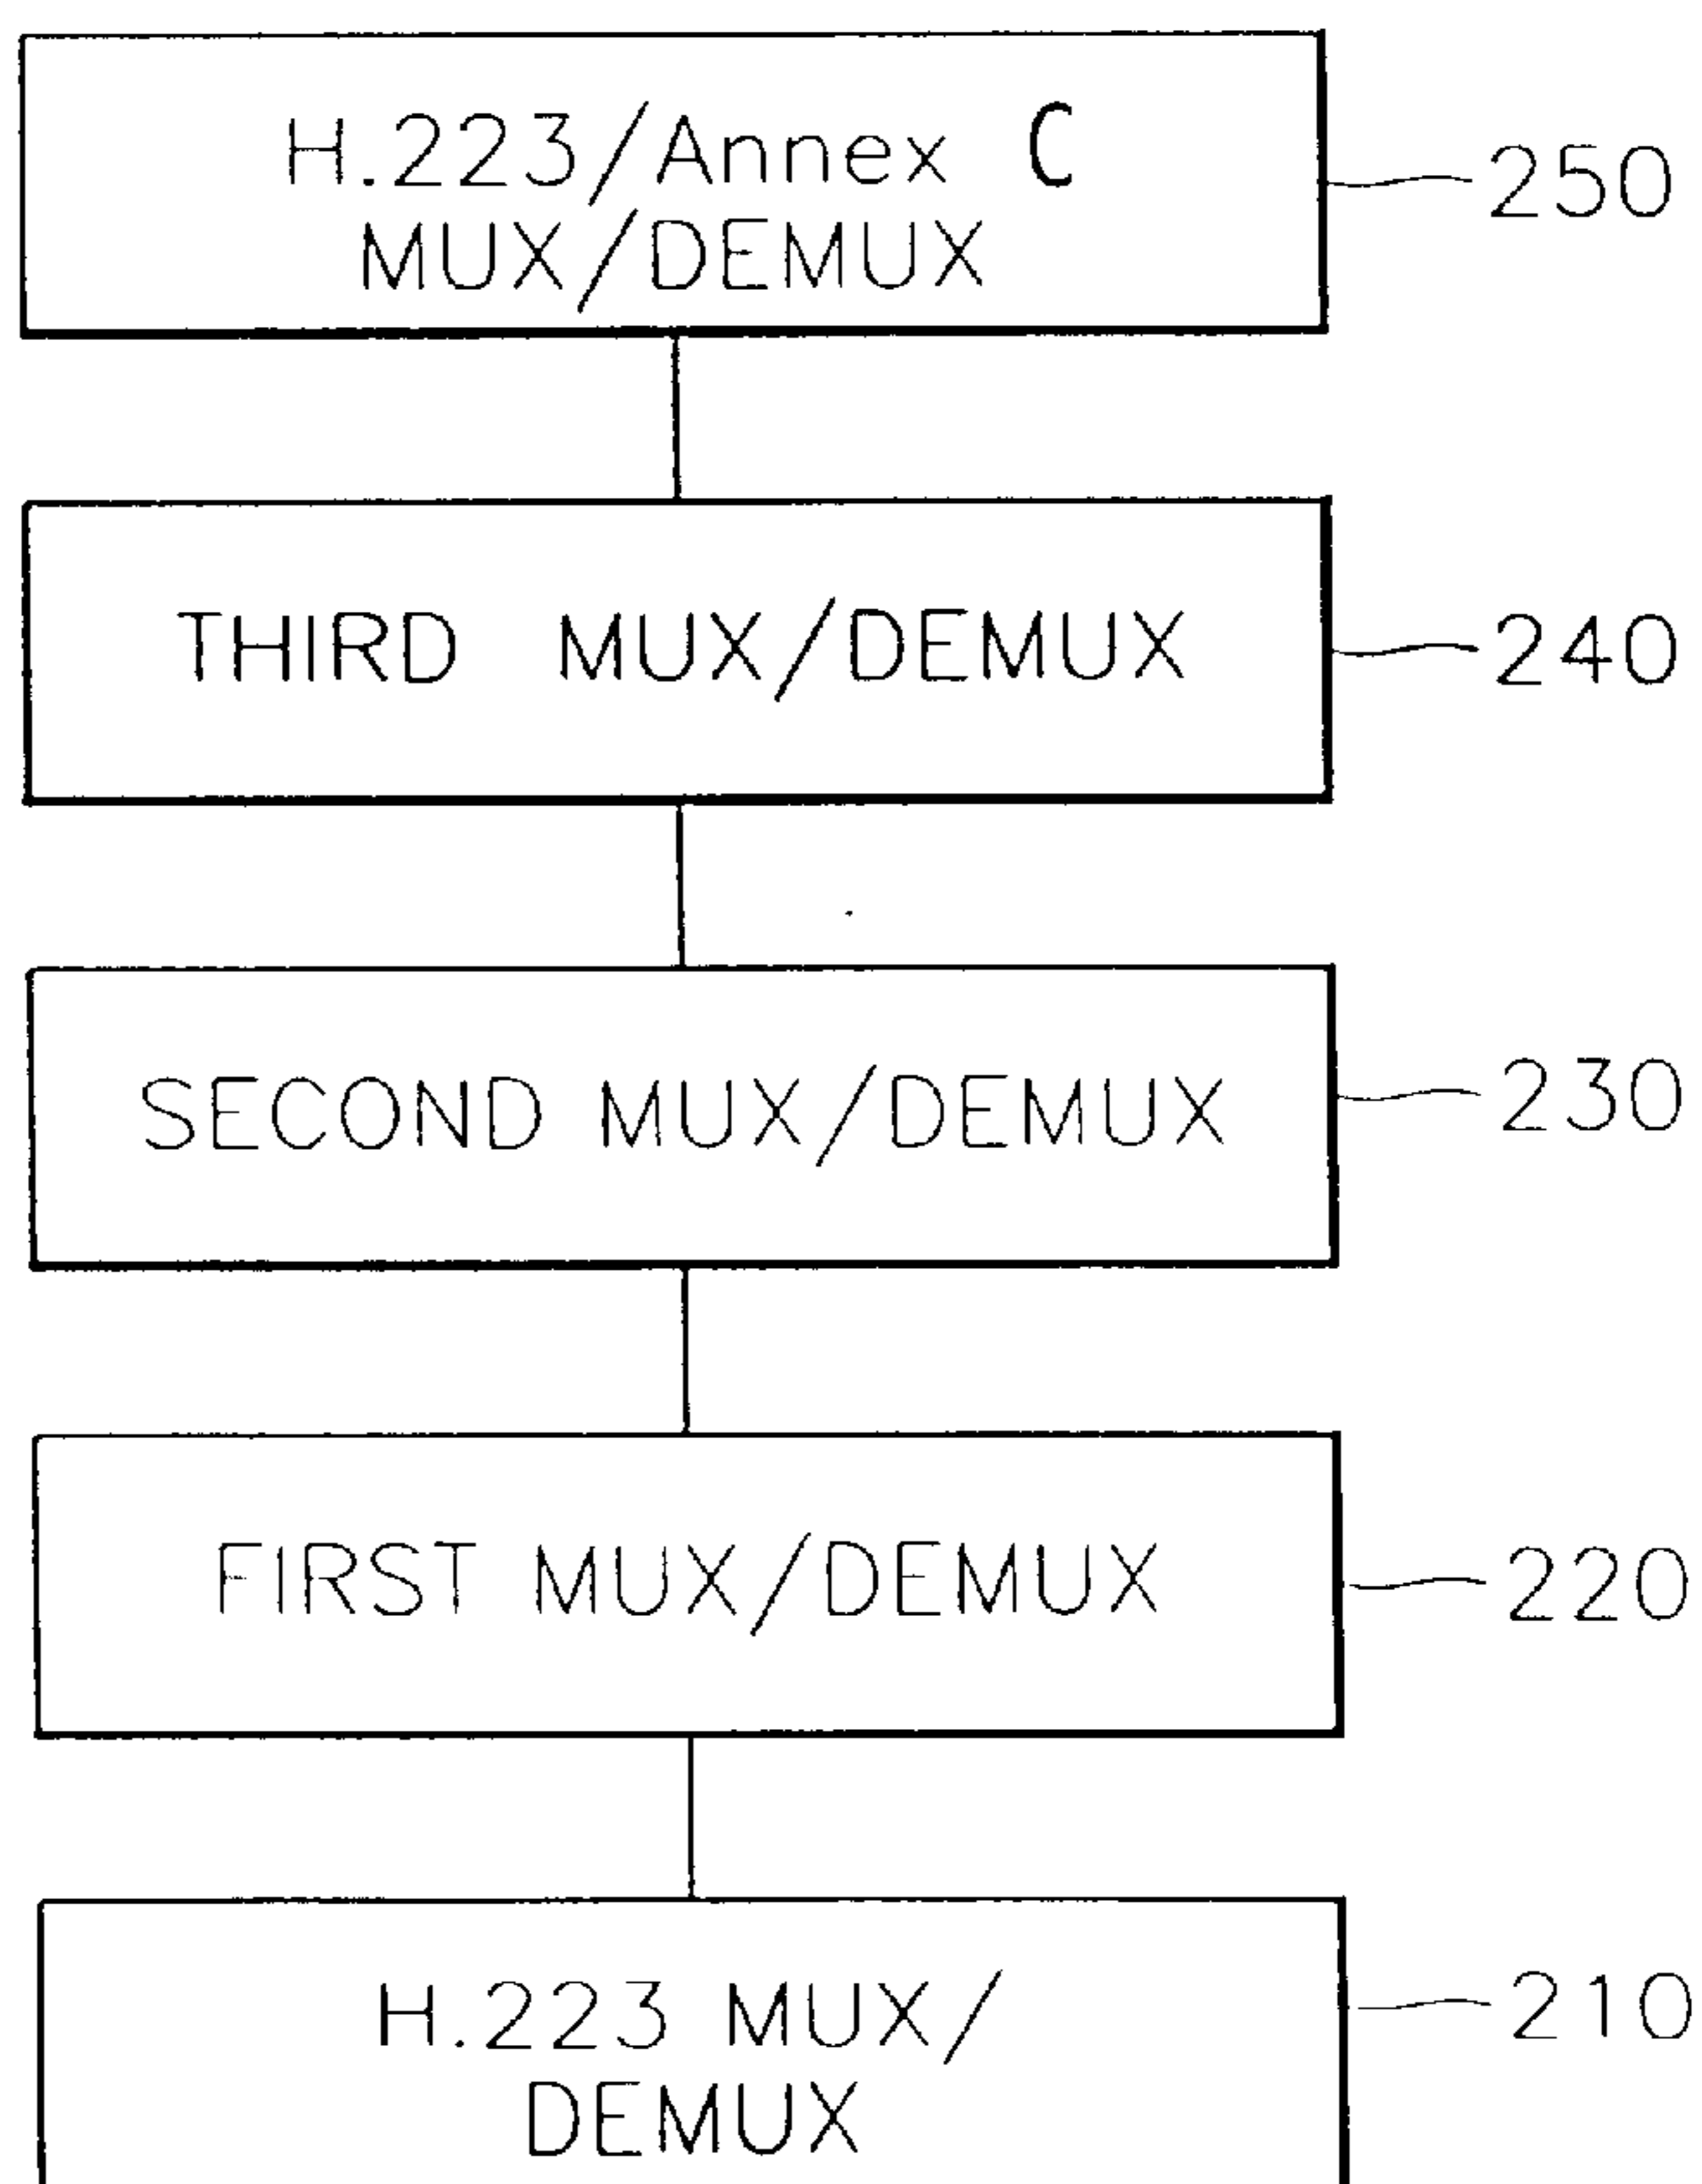 H.223/Annex C
MUX/DEMUX
250
THIRD MUX/DEMUX
240
SECOND MUX/DEMUX
230
FIRST MUX/DEMUX
220
H.223 MUX/
DEMUX
210